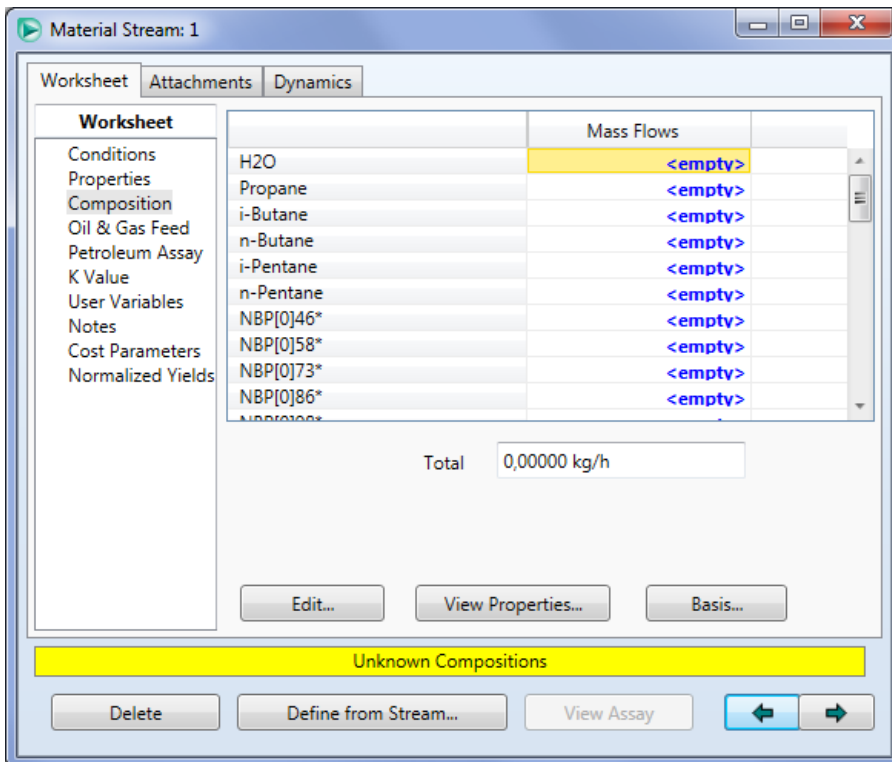 Material Stream: 1
Worksheet Attachments Dynamics
Worksheet
Conditions
Properties
Composition
Oil & Gas Feed
Petroleum Assay
K Value
User Variables
Notes
Cost Parameters
Normalized Yields
Mass Flows
H2O <empty>
Propane <empty>
i-Butane <empty>
n-Butane <empty>
i-Pentane <empty>
n-Pentane <empty>
NBP[0]46* <empty>
NBP[0]58* <empty>
NBP[0]73* <empty>
NBP[0]86* <empty>
Total 0,00000 kg/h
Edit... View Properties... Basis...
Unknown Compositions
Delete Define from Stream... View Assay